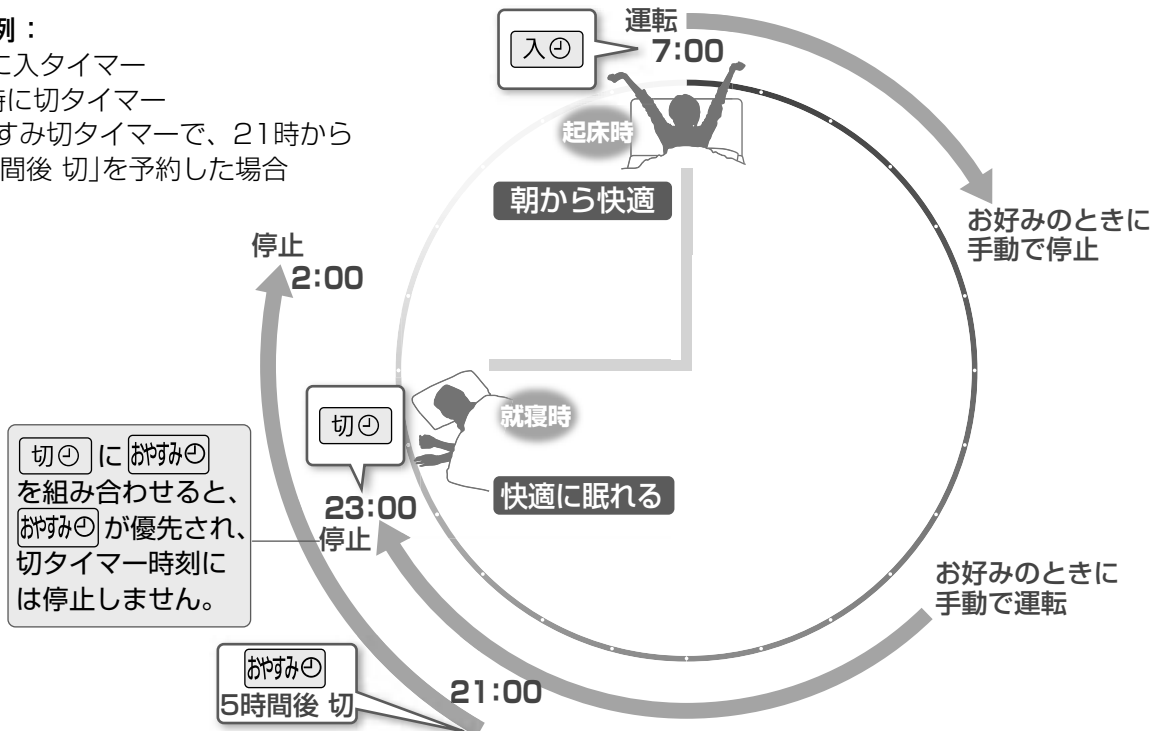 例：
に入タイマー
時に切タイマー
すみ切タイマーで、21時から
間後 切」を予約した場合
入
運転
7:00
起床時
朝から快適
お好みのときに
手動で停止
停止
2:00
切
就寝時
快適に眠れる
23:00
停止
切 に おやすみ
を組み合わせると、
おやすみ が優先され、
切タイマー時刻に
は停止しません。
お好みのときに
手動で運転
おやすみ
5時間後 切
21:00